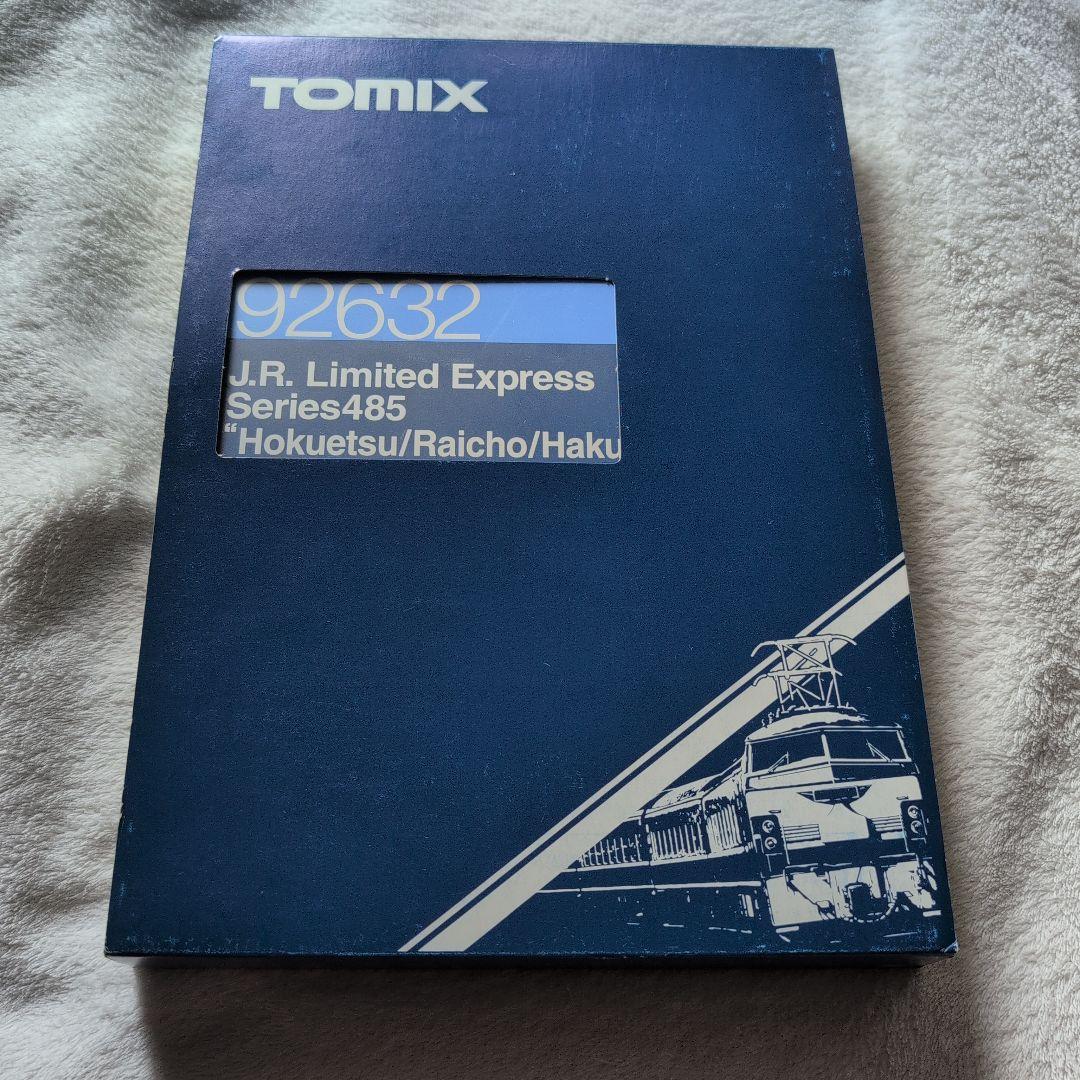 TOMIX
92632
J.R. Limited Express
Series485
“Hokuetsu/Raicho/Haku